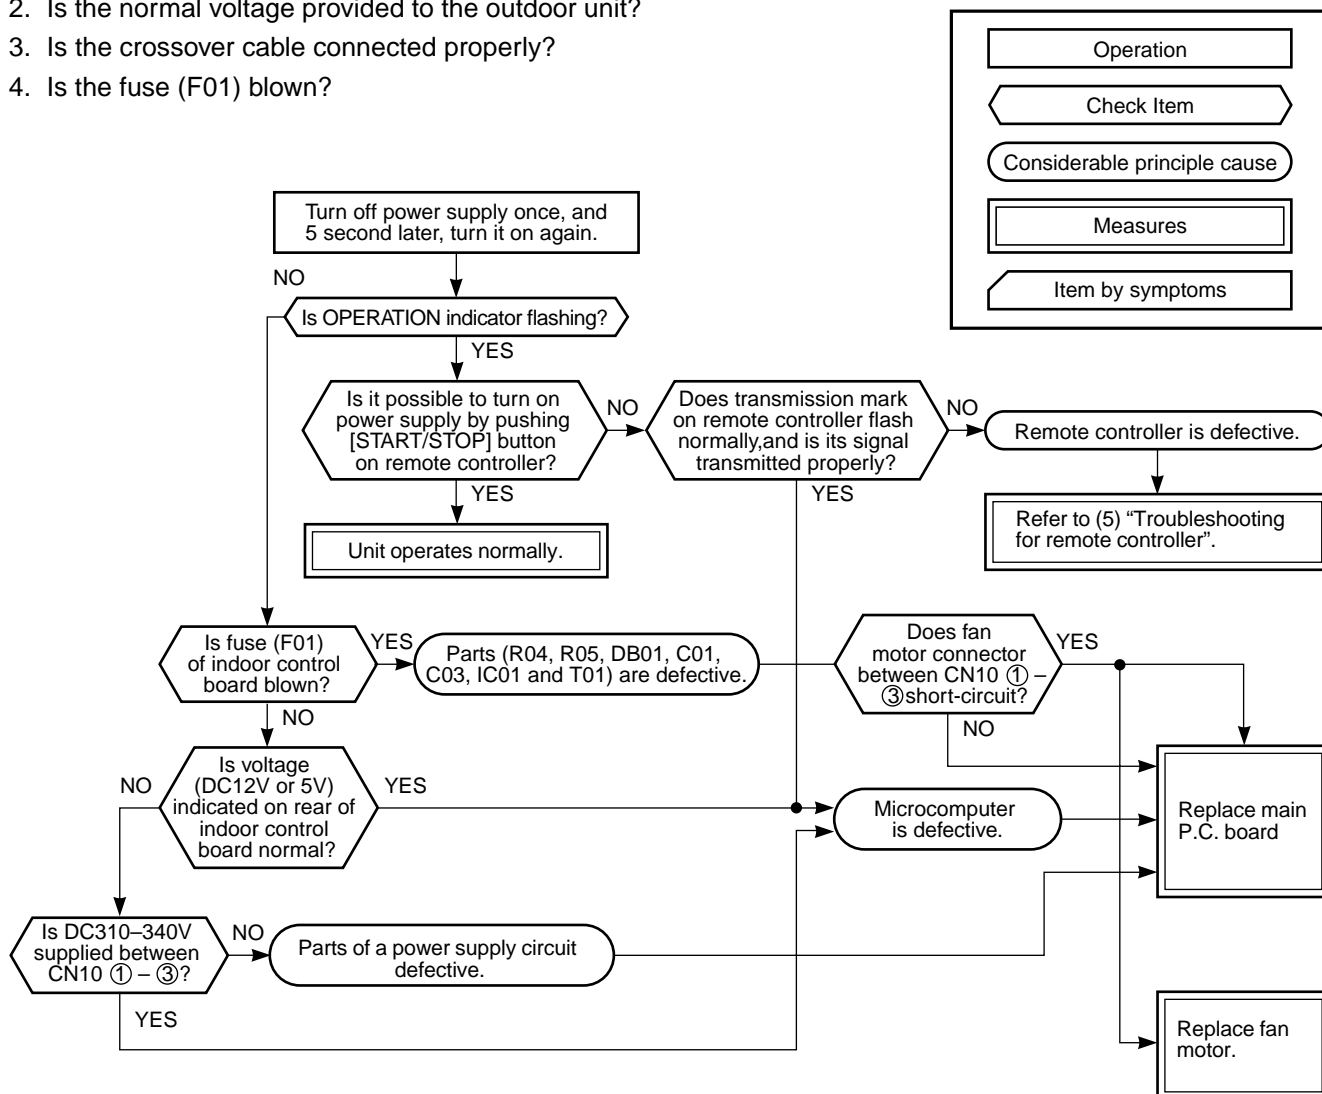 2. Is the normal voltage provided to the outdoor unit?
3. Is the crossover cable connected properly?
4. Is the fuse (F01) blown?
Operation
Check Item
Considerable principle cause
Measures
Item by symptoms
Turn off power supply once, and
5 second later, turn it on again.
NO
Is OPERATION indicator flashing?
YES
Is it possible to turn on
power supply by pushing
[START/STOP] button
on remote controller?
NO
Does transmission mark
on remote controller flash
normally,and is its signal
transmitted properly?
NO
Remote controller is defective.
YES
YES
Unit operates normally.
Refer to (5) “Troubleshooting
for remote controller”.
Is fuse (F01)
of indoor control
board blown?
YES
Parts (R04, R05, DB01, C01,
C03, IC01 and T01) are defective.
Does fan
motor connector
between CN10 ① –
③short-circuit?
YES
NO
NO
Is voltage
(DC12V or 5V)
indicated on rear of
indoor control
board normal?
NO
YES
Microcomputer
is defective.
Replace main
P.C. board
Is DC310–340V
supplied between
CN10 ① – ③?
NO
Parts of a power supply circuit
defective.
YES
Replace fan
motor.